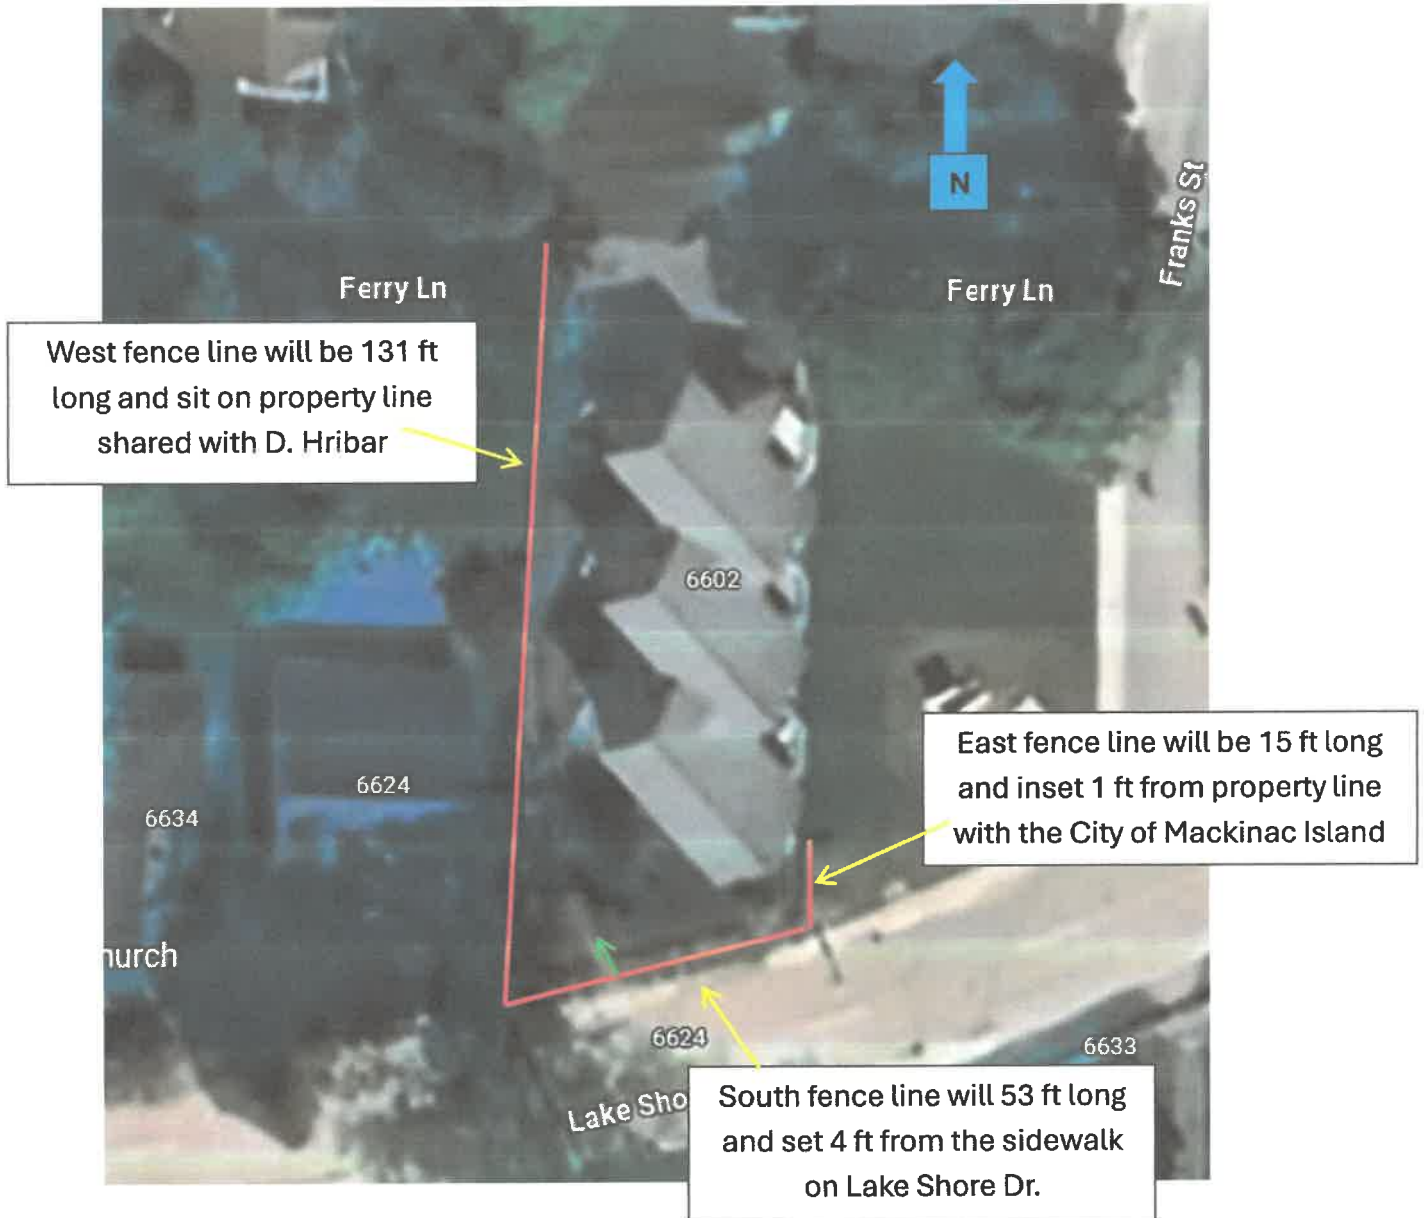 N
Franks St
Ferry Ln
Ferry Ln
West fence line will be 131 ft
long and sit on property line
shared with D. Hribar
6602
East fence line will be 15 ft long
and inset 1 ft from property line
with the City of Mackinac Island
6624
6634
hurch
6624
6633
Lake Sho
South fence line will 53 ft long
and set 4 ft from the sidewalk
on Lake Shore Dr.